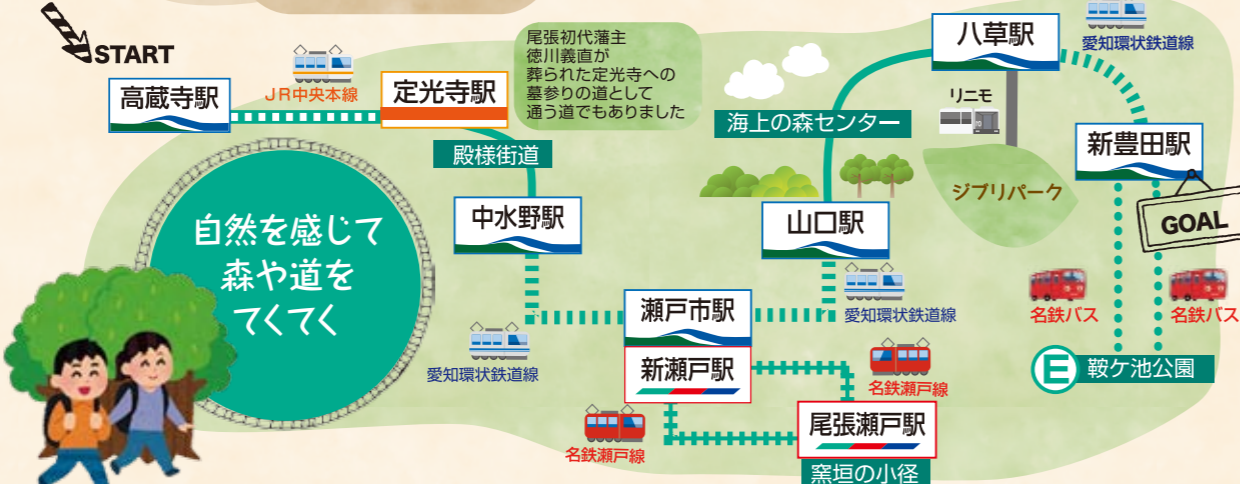 START
高蔵寺駅
JR中央本線
定光寺駅
尾張初代藩主
徳川義直が
葬られた定光寺への
墓参りの道として
通う道でもありました
殿様街道
中水野駅
自然を感じて
森や道を
てくてく
愛知環状鉄道線
瀬戸市駅
新瀬戸駅
名鉄瀬戸線
名鉄瀬戸線
尾張瀬戸駅
窯垣の小径
愛知環状鉄道線
山口駅
海上の森センター
八草駅
愛知環状鉄道線
リニモ
ジブリパーク
新豊田駅
GOAL
名鉄バス
名鉄バス
E
鞍ケ池公園